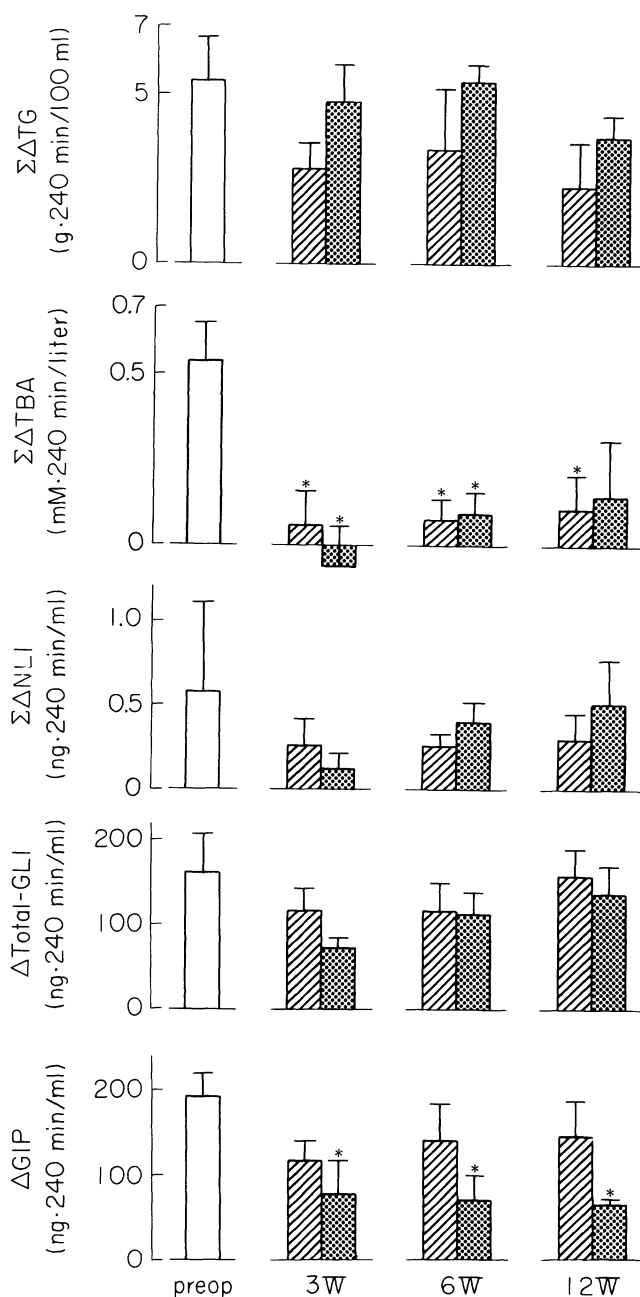 ΣΔTG
(g·240 min/100 ml)
7
5
0
ΣΔTBA
(mM·240 min/liter)
0.7
0.5
0
*
*
*
*
*
ΣΔNLI
(ng·240 min/ml)
1.0
0.5
0
ΔTotal-GLI
(ng·240 min/ml)
200
100
0
ΔGIP
(ng·240 min/ml)
200
100
0
*
*
*
preop 3W 6W 12W